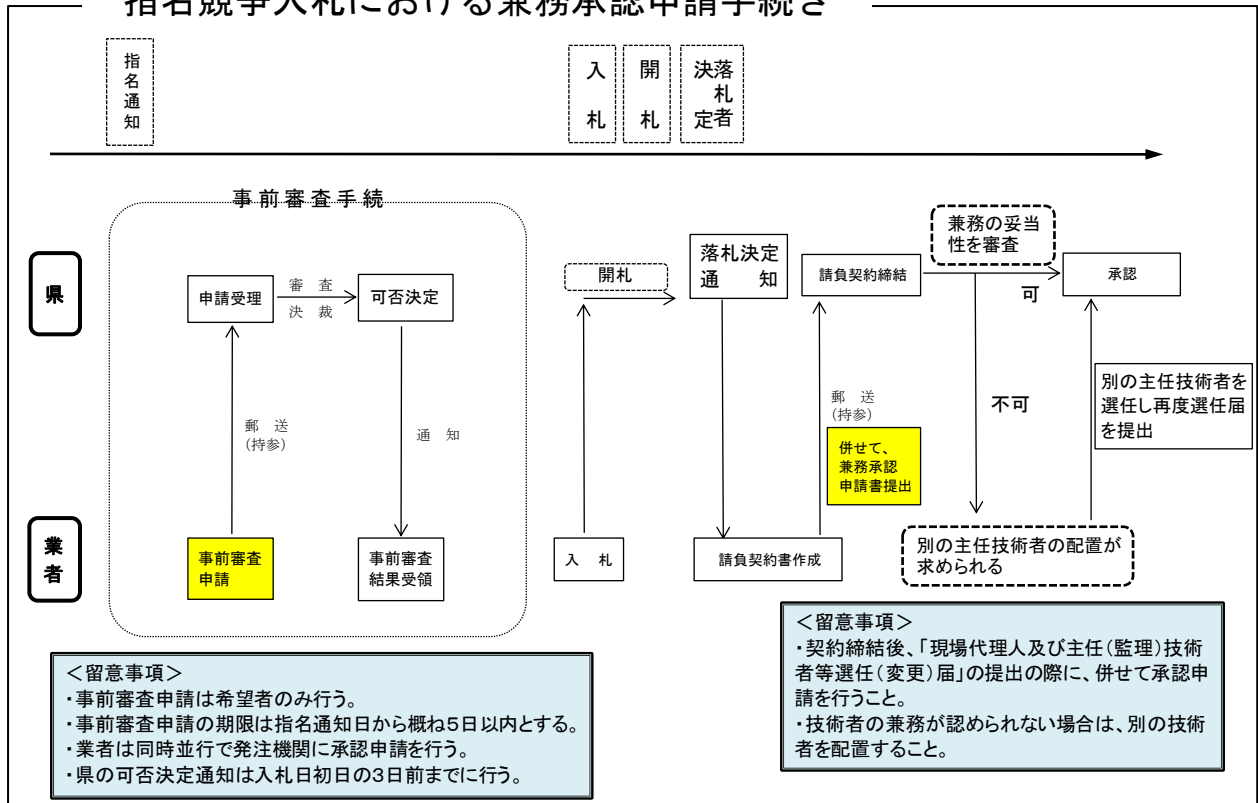 指名競争入札における兼務承認申請手続き
指名通知
入札
開札
落札者
決定
事前審査手続
県
申請受理
審 査
決 裁
可否決定
郵 送
(持参)
通 知
事前審査
申請
事前審査
結果受領
業者
開札
入 札
落札決定
通 知
請負契約書作成
郵 送
(持参)
併せて、
兼務承認
申請書提出
請負契約締結
兼務の妥当
性を審査
可
不可
承認
別の主任技術者を
選任し再度選任届
を提出
別の主任技術者の配置が
求められる
<留意事項>
・事前審査申請は希望者のみ行う。
・事前審査申請の期限は指名通知日から概ね5日以内とする。
・業者は同時並行で発注機関に承認申請を行う。
・県の可否決定通知は入札日初日の3日前までに行う。
<留意事項>
・契約締結後、「現場代理人及び主任(監理)技術
者等選任(変更)届」の提出の際に、併せて承認申
請を行うこと。
・技術者の兼務が認められない場合は、別の技術
者を配置すること。